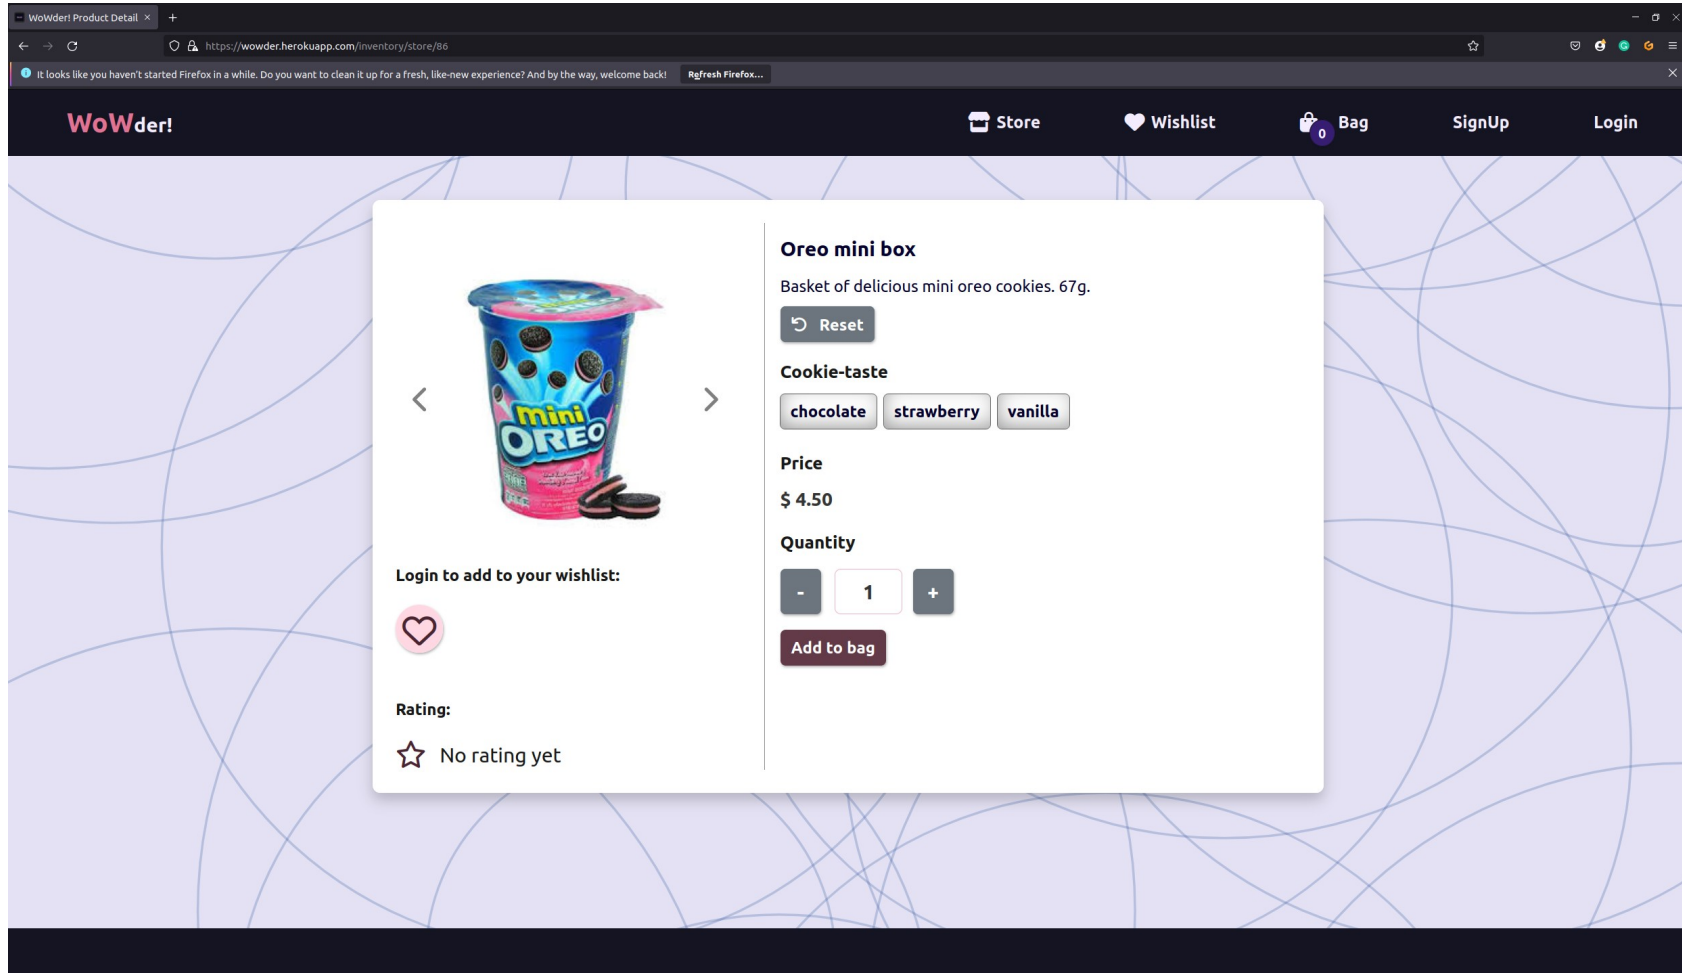 WoWder! Product Detail
https://wowder.herokuapp.com/inventory/store/86
It looks like you haven't started Firefox in a while. Do you want to clean it up for a fresh, like-new experience? And by the way, welcome back! Refresh Firefox...
WoWder! Store Wishlist 0 Bag SignUp Login
Oreo mini box
Basket of delicious mini oreo cookies. 67g.
Reset
Cookie-taste
chocolate strawberry vanilla
Price
$ 4.50
Quantity
- 1 +
Add to bag
mini
OREO
Login to add to your wishlist:
Rating:
No rating yet